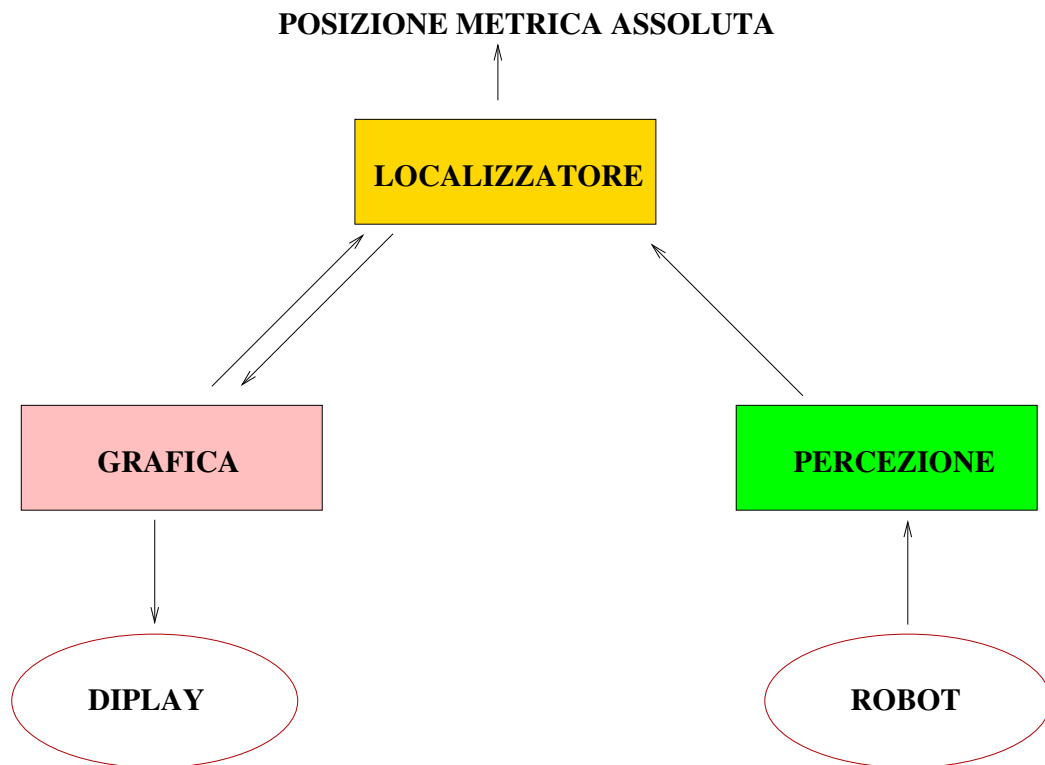 POSIZIONE METRICA ASSOLUTA
LOCALIZZATORE
GRAFICA
PERCEZIONE
DIPLAY
ROBOT